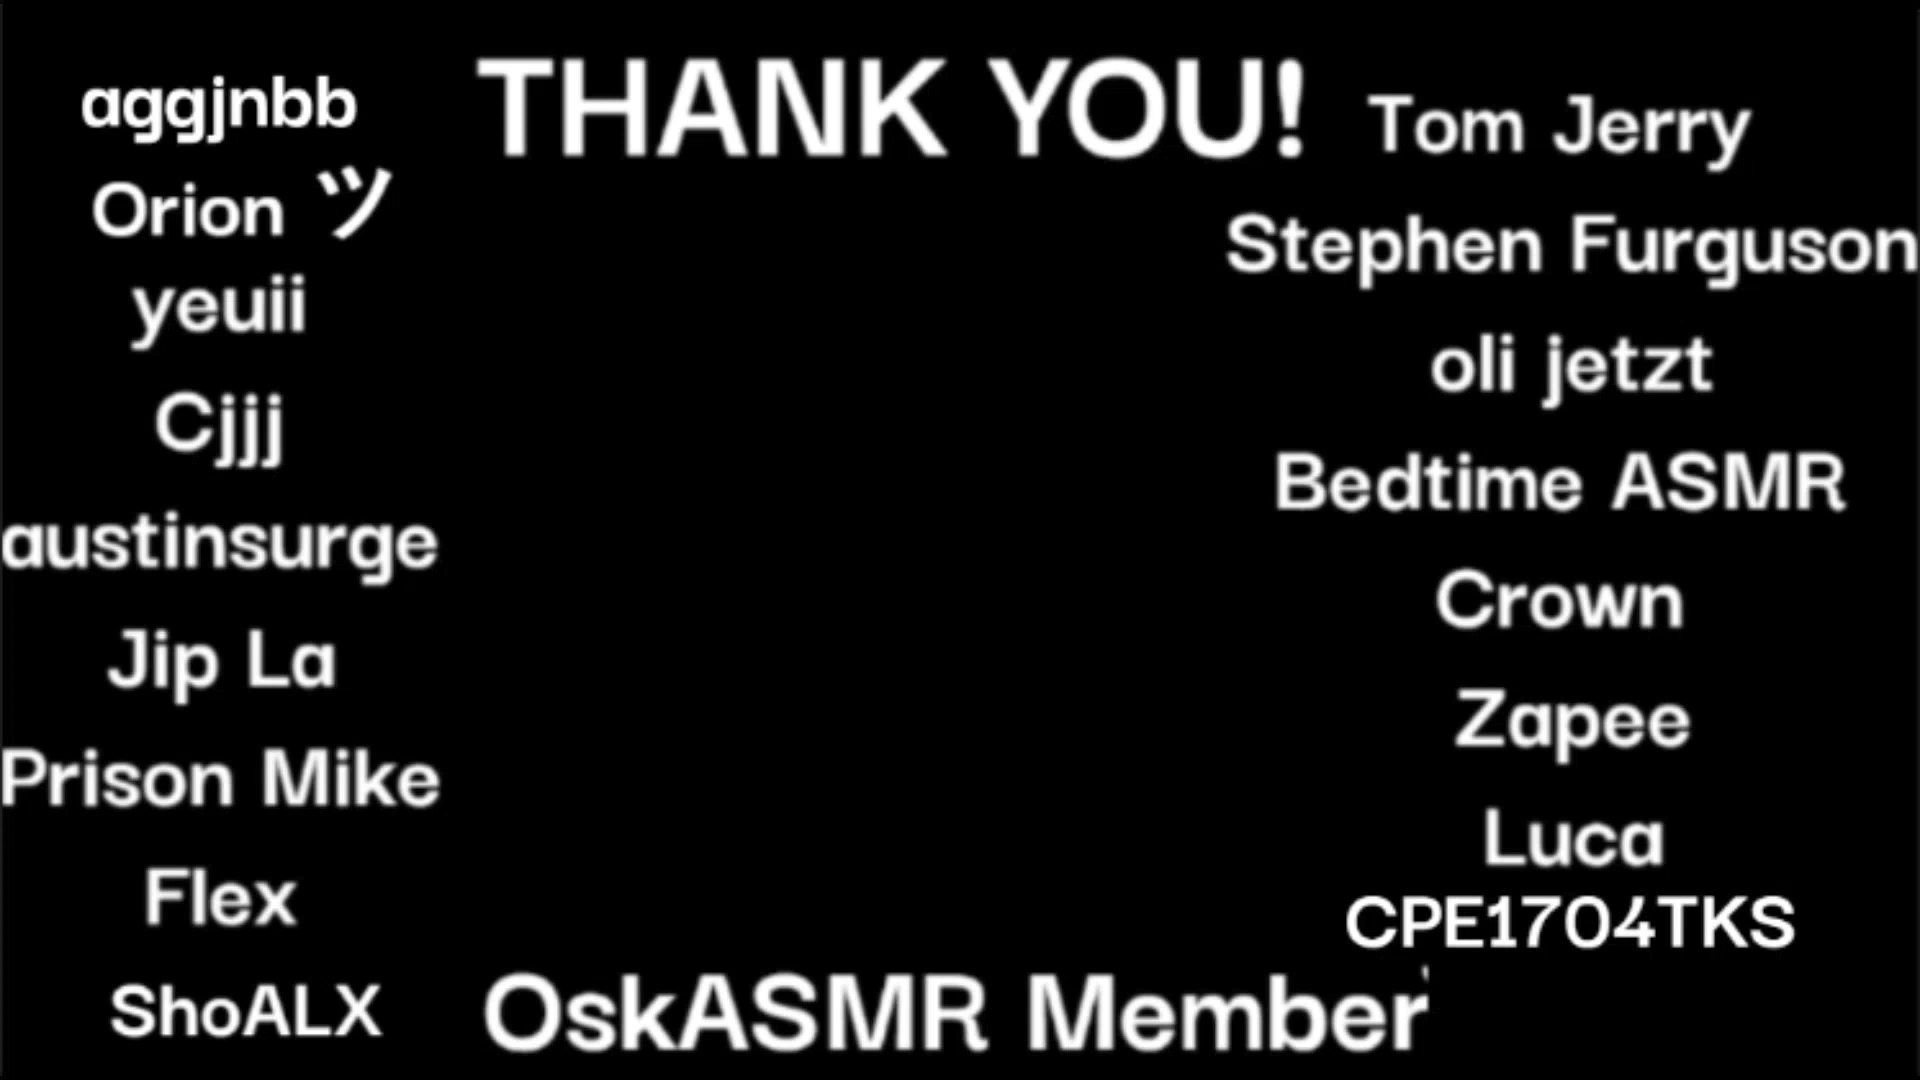 THANK YOU!
aggjnbb
Orion ツ
yeuii
Cjjj
austinsurge
Jip La
Prison Mike
Flex
ShoALX
Tom Jerry
Stephen Furguson
oli jetzt
Bedtime ASMR
Crown
Zapee
Luca
CPE1704TKS
OskASMR Member'